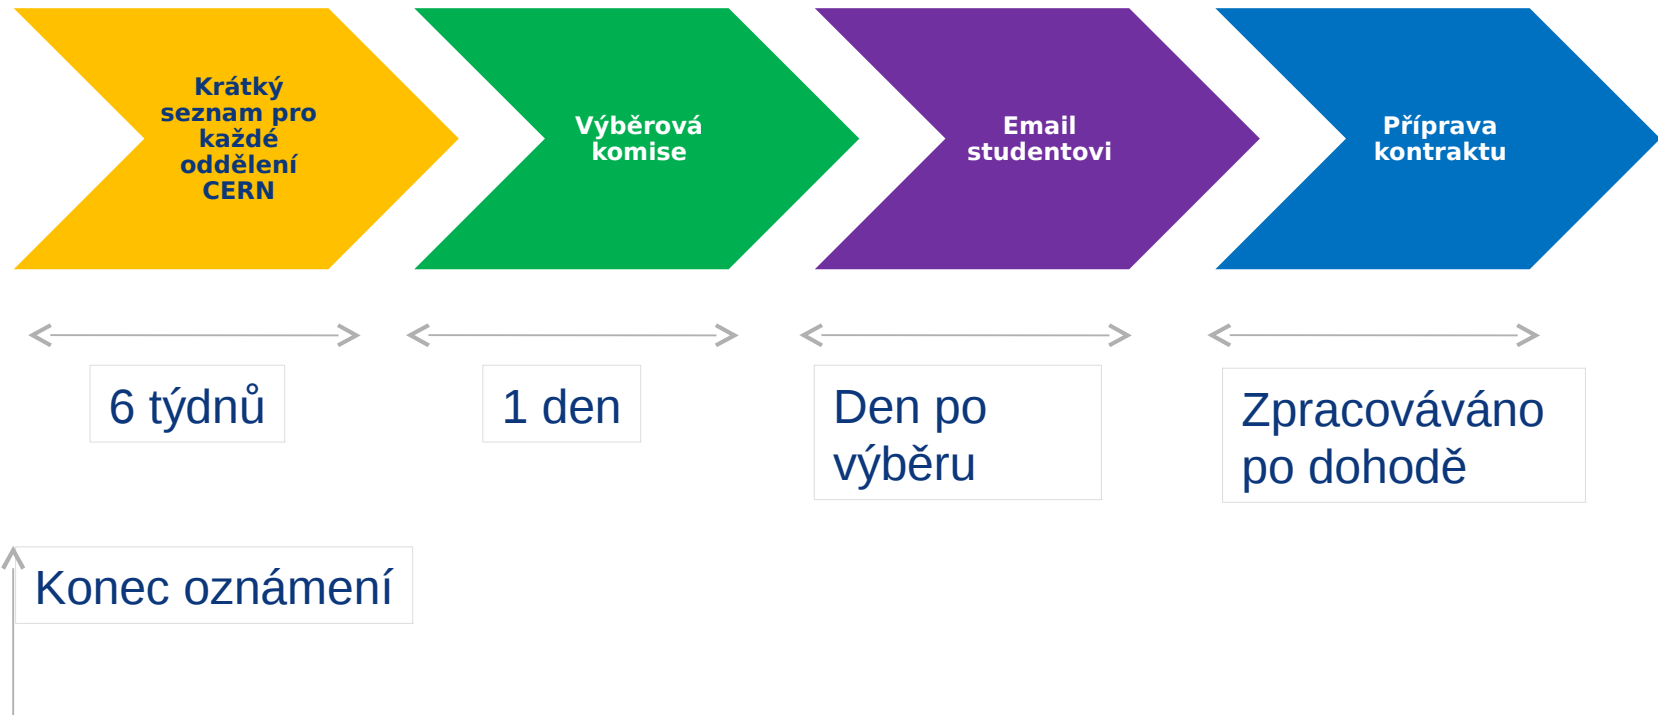 Krátký
seznam pro
každé
oddělení
CERN
Výběrová
komise
Email
studentovi
Příprava
kontraktu
6 týdnů
1 den
Den po
výběru
Zpracováváno
po dohodě
Konec oznámení